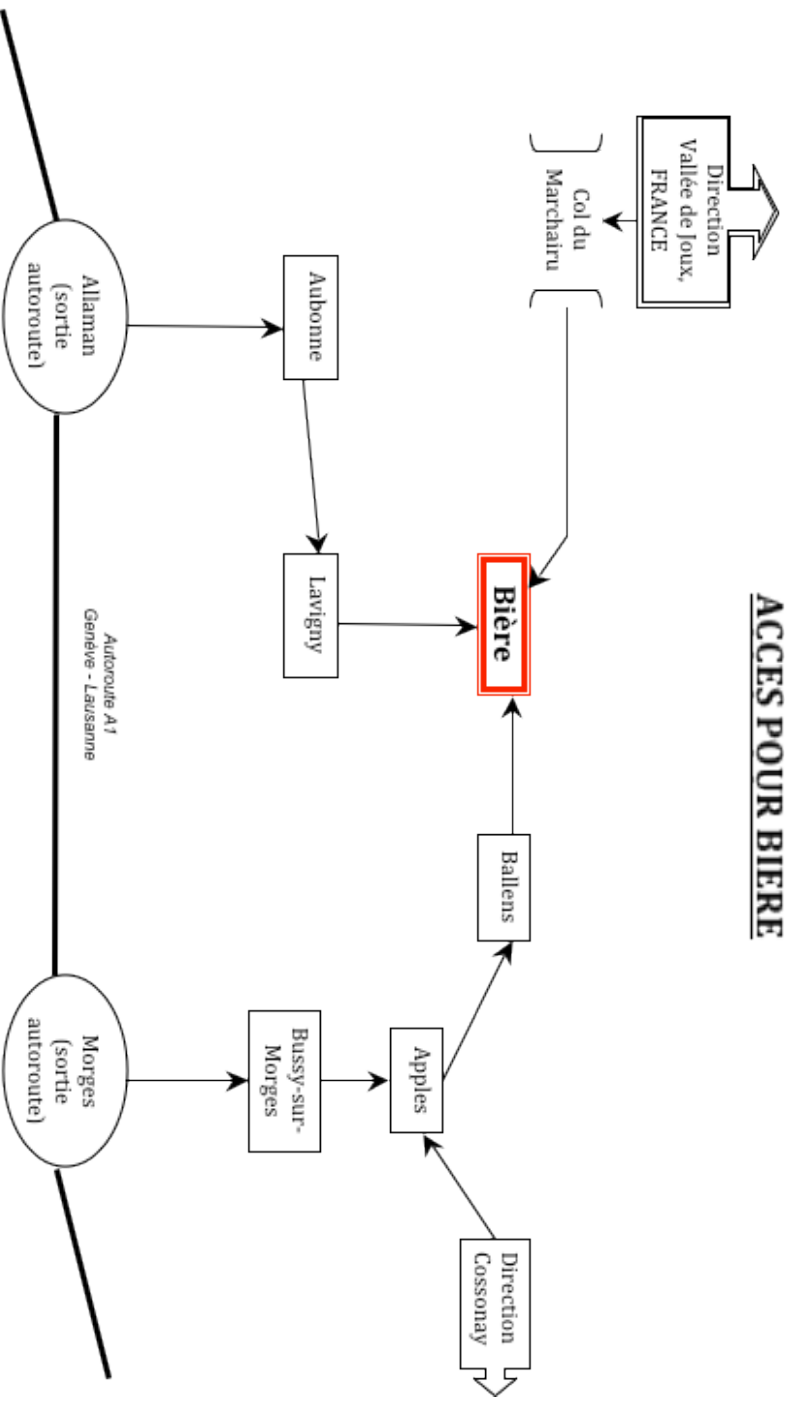 ACCES POUR BIERE
Direction
Vallée de Joux,
FRANCE
Col du
Marchairu
Bière
Ballens
Direction
Cossonay
Apples
Aubonne
Lavigny
Bussy-sur-
Morges
Autoroute A1
Genève - Lausanne
Allaman
(sortie
autoroute)
Morges
(sortie
autoroute)